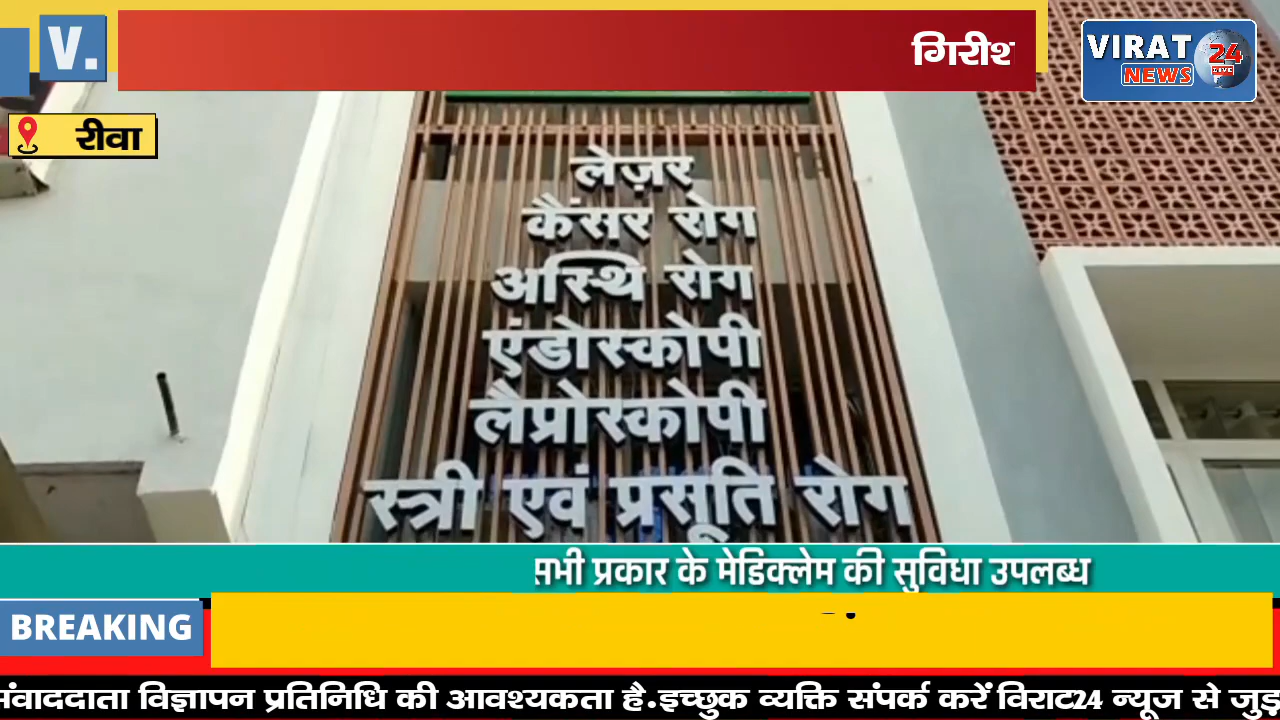 V.
VIRAT 24
NEWS LIVE
रीवा
लेज़र
कैंसर रोग
अस्थि रोग
एंडोस्कोपी
लैप्रोस्कोपी
स्त्री एवं प्रसूति रोग
सभी प्रकार के मेडिक्लेम की सुविधा उपलब्ध
BREAKING
संवाददाता विज्ञापन प्रतिनिधि की आवश्यकता है.इच्छुक व्यक्ति संपर्क करें विराट24 न्यूज से